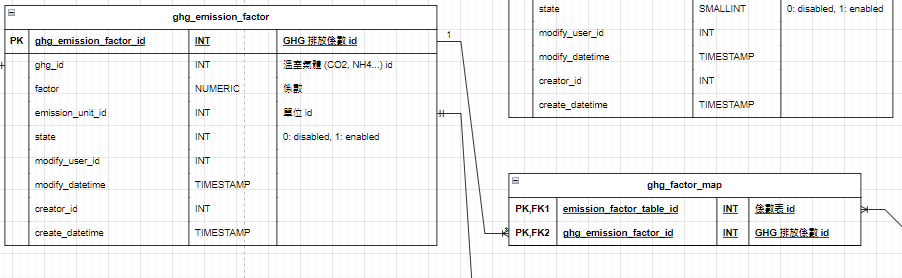 ghg_emission_factor
PK ghg_emission_factor_id INT GHG 排放係數 id
ghg_id INT 溫室氣體 (CO2, NH4...) id
factor NUMERIC 係數
emission_unit_id INT 單位 id
state INT 0: disabled, 1: enabled
modify_user_id INT
modify_datetime TIMESTAMP
creator_id INT
create_datetime TIMESTAMP
1
state SMALLINT 0: disabled, 1: enabled
modify_user_id INT
modify_datetime TIMESTAMP
creator_id INT
create_datetime TIMESTAMP
ghg_factor_map
PK,FK1 emission_factor_table_id INT 係數表 id
PK,FK2 ghg_emission_factor_id INT GHG 排放係數 id